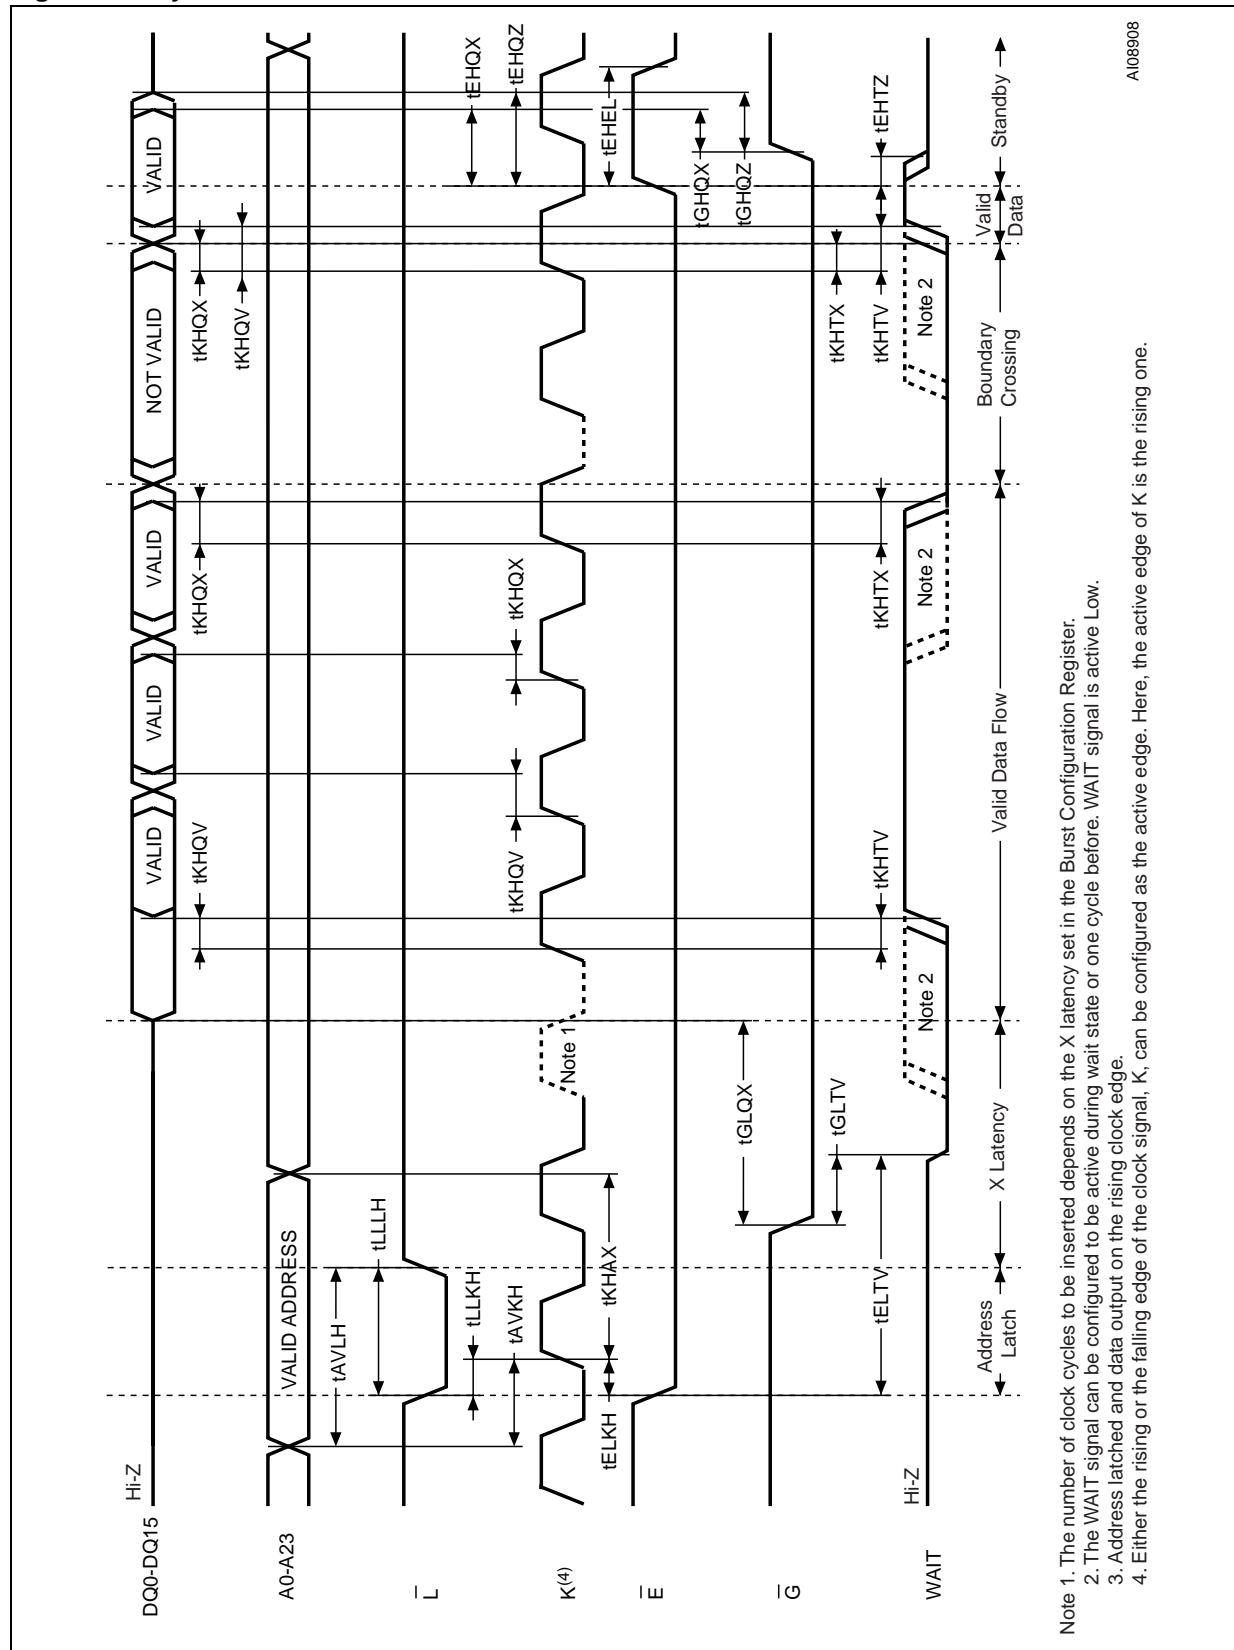 DQ0-DQ15
Hi-Z
VALID
VALID
VALID
NOT VALID
VALID
tKHQV
tKHQX
tKHQX
tKHQV
A0-A23
VALID ADDRESS
tAVLH
L
tLLLH
tLLKH
tAVKH
tKHQV
tKHQX
tEHQX
tEHQZ
K(4)
Note 1
tELKH
tKHAX
tEHEL
E
tGLQX
tGHQX
tGHQZ
G
tGLTV
tELTV
tKHTV
tKHTX
tKHTX
tKHTV
tEHTZ
WAIT
Hi-Z
Note 2
Note 2
Note 2
Address
Latch
X Latency
Valid Data Flow
Boundary
Crossing
Valid
Data
Standby
Note 1. The number of clock cycles to be inserted depends on the X latency set in the Burst Configuration Register.
2. The WAIT signal can be configured to be active during wait state or one cycle before. WAIT signal is active Low.
3. Address latched and data output on the rising clock edge.
4. Either the rising or the falling edge of the clock signal, K, can be configured as the active edge. Here, the active edge of K is the rising one.
AI08908